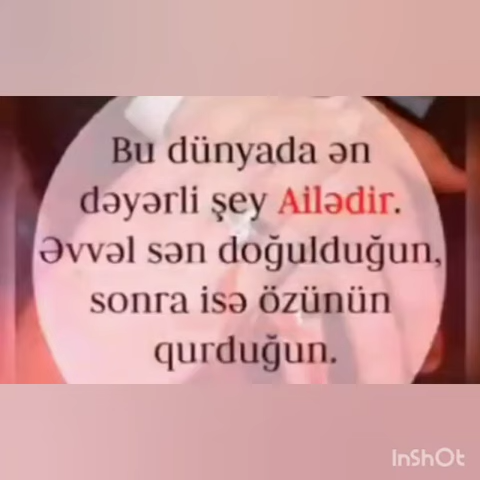 Bu dünyada ən
dəyərli şey Ailədir.
Əvvəl sən doğulduğun,
sonra isə özünün
qurduğun.
InShOt